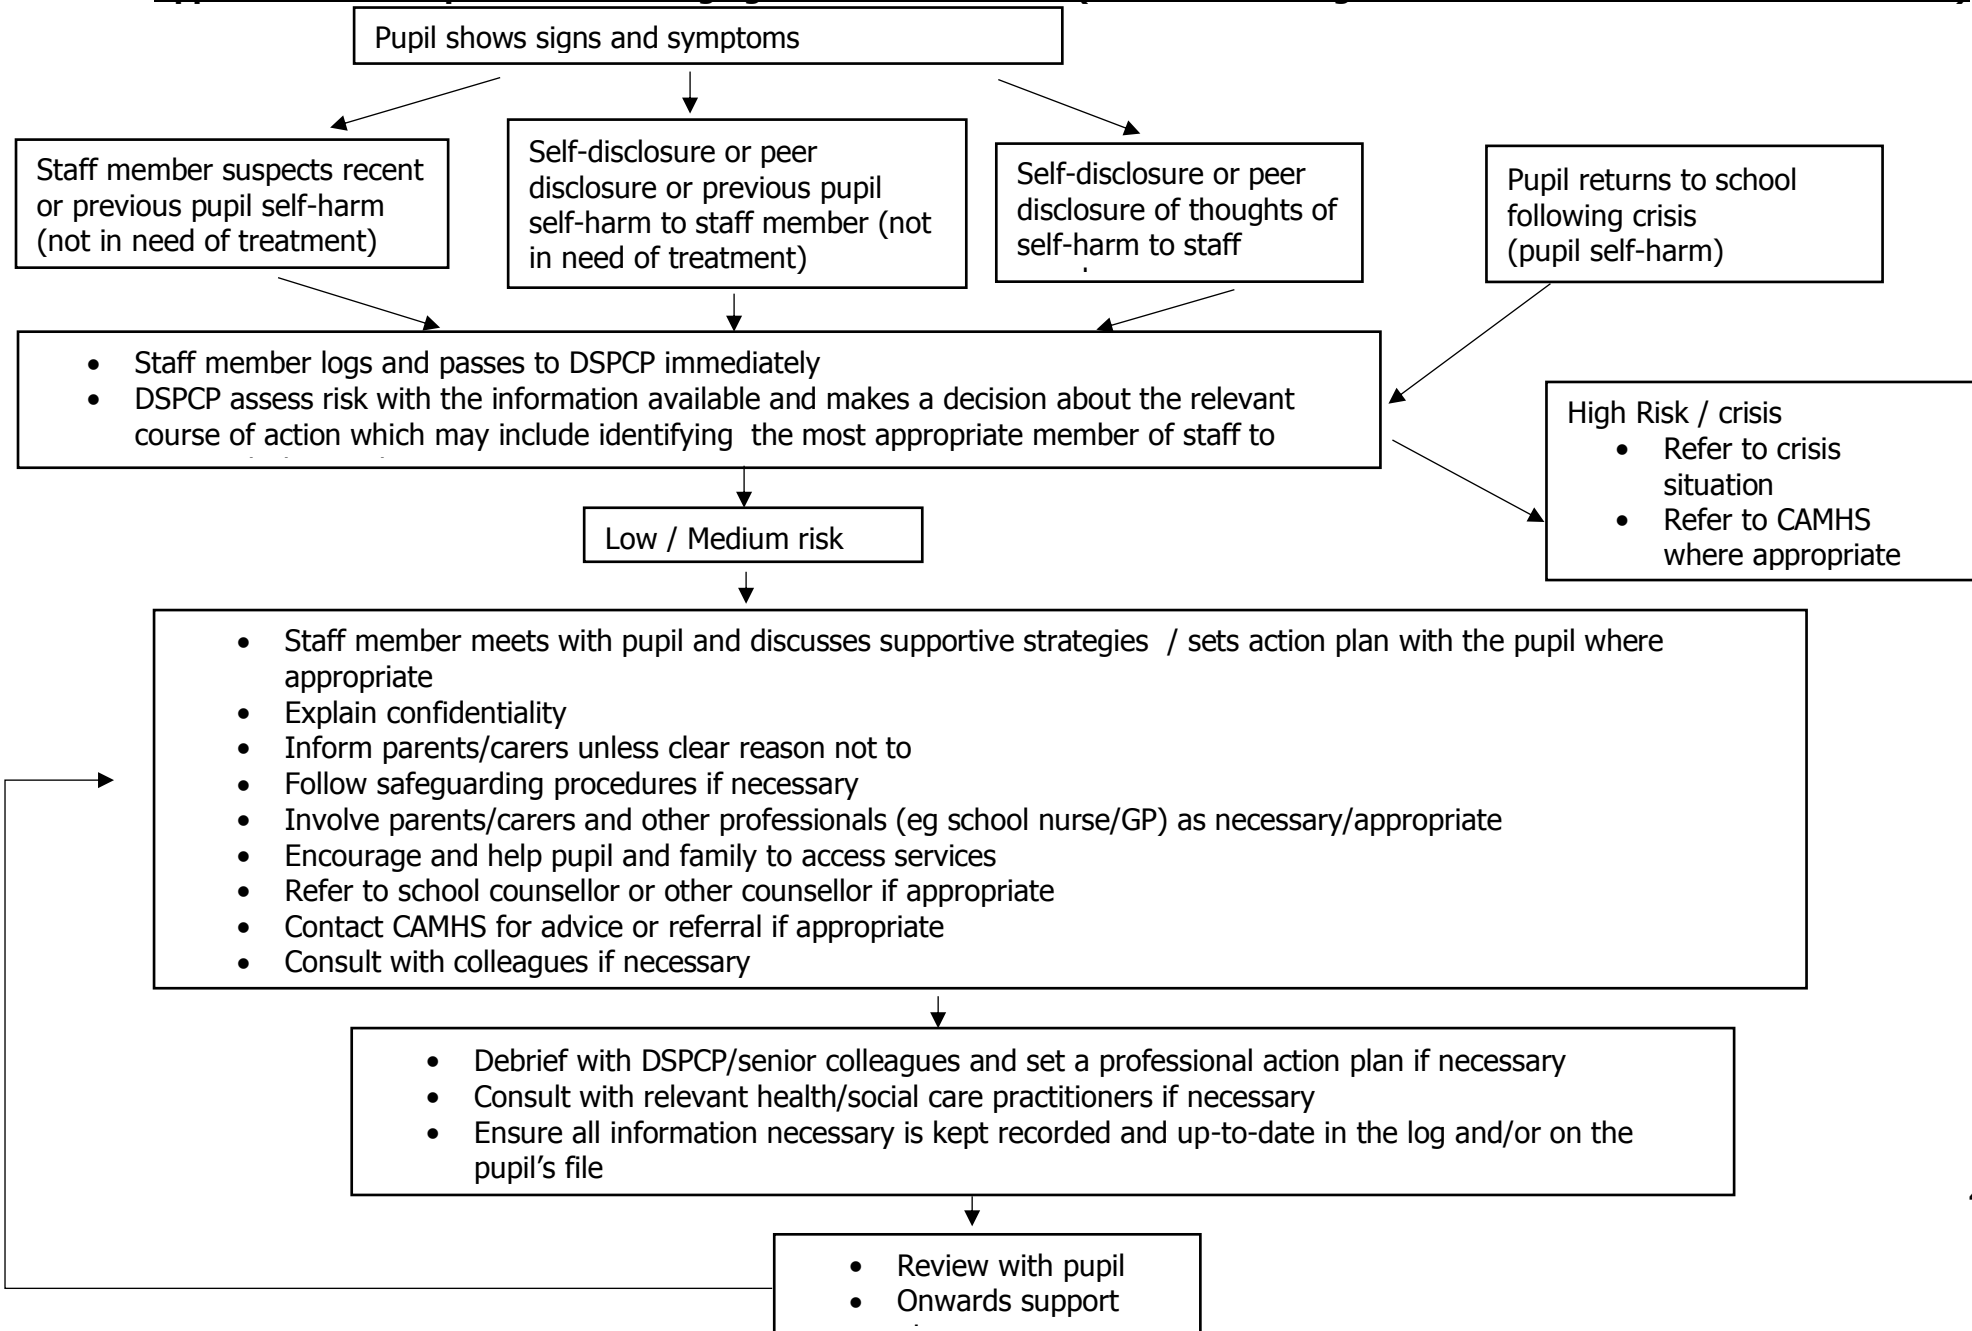 Pupil shows signs and symptoms
Staff member suspects recent
or previous pupil self-harm
(not in need of treatment)
Self-disclosure or peer
disclosure or previous pupil
self-harm to staff member (not
in need of treatment)
Self-disclosure or peer
disclosure of thoughts of
self-harm to staff
Pupil returns to school
following crisis
(pupil self-harm)
• Staff member logs and passes to DSPCP immediately
• DSPCP assess risk with the information available and makes a decision about the relevant
course of action which may include identifying  the most appropriate member of staff to
High Risk / crisis
• Refer to crisis
situation
• Refer to CAMHS
where appropriate
Low / Medium risk
• Staff member meets with pupil and discusses supportive strategies  / sets action plan with the pupil where
appropriate
• Explain confidentiality
• Inform parents/carers unless clear reason not to
• Follow safeguarding procedures if necessary
• Involve parents/carers and other professionals (eg school nurse/GP) as necessary/appropriate
• Encourage and help pupil and family to access services
• Refer to school counsellor or other counsellor if appropriate
• Contact CAMHS for advice or referral if appropriate
• Consult with colleagues if necessary
• Debrief with DSPCP/senior colleagues and set a professional action plan if necessary
• Consult with relevant health/social care practitioners if necessary
• Ensure all information necessary is kept recorded and up-to-date in the log and/or on the
pupil's file
• Review with pupil
• Onwards support